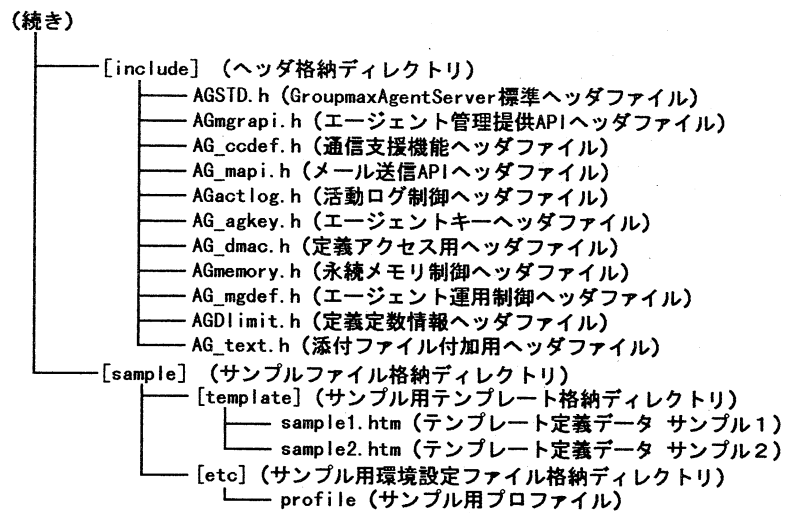 (続き)
[include] (ヘッダ格納ディレクトリ)
AGSTD.h (GroupmaxAgentServer標準ヘッダファイル)
AGmgrapi.h (エージェント管理提供APIヘッダファイル)
AG_ccdef.h (通信支援機能ヘッダファイル)
AG_mapi.h (メール送信APIヘッダファイル)
AGactlog.h (活動ログ制御ヘッダファイル)
AG_agkey.h (エージェントキーヘッダファイル)
AG_dmac.h (定義アクセス用ヘッダファイル)
AGmemory.h (永続メモリ制御ヘッダファイル)
AG_mgdef.h (エージェント運用制御ヘッダファイル)
AGDlimit.h (定義定数情報ヘッダファイル)
AG_text.h (添付ファイル付加用ヘッダファイル)
[sample] (サンプルファイル格納ディレクトリ)
[template] (サンプル用テンプレート格納ディレクトリ)
sample1.htm (テンプレート定義データ サンプル1)
sample2.htm (テンプレート定義データ サンプル2)
[etc] (サンプル用環境設定ファイル格納ディレクトリ)
profile (サンプル用プロファイル)